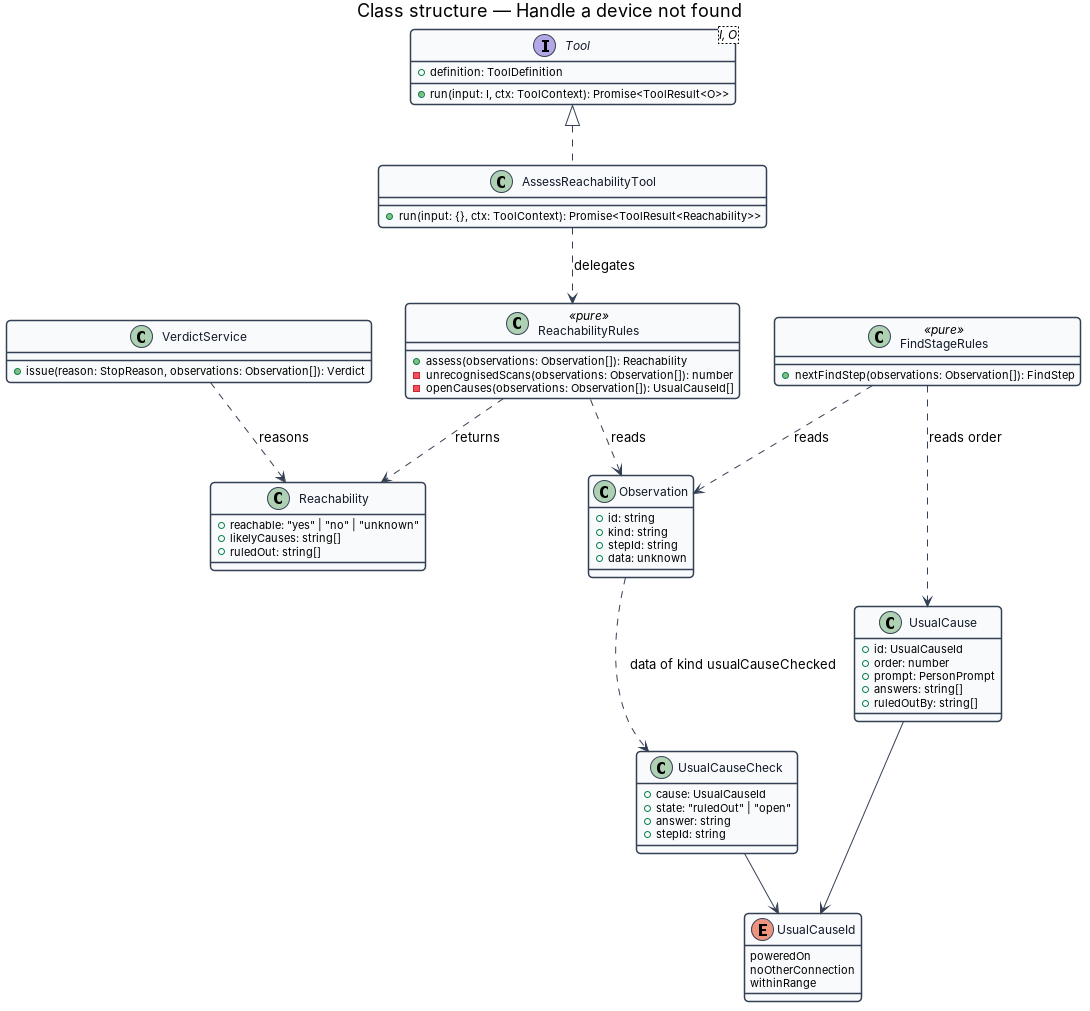 Class structure — Handle a device not found
I, O
I Tool
definition: ToolDefinition
run(input: I, ctx: ToolContext): Promise<ToolResult<O>>
C AssessReachabilityTool
run(input: {}, ctx: ToolContext): Promise<ToolResult<Reachability>>
delegates
C VerdictService
issue(reason: StopReason, observations: Observation[]): Verdict
«pure»
C ReachabilityRules
assess(observations: Observation[]): Reachability
unrecognisedScans(observations: Observation[]): number
openCauses(observations: Observation[]): UsualCauseId[]
«pure»
C FindStageRules
nextFindStep(observations: Observation[]): FindStep
reasons
returns
reads
reads
reads order
C Reachability
reachable: "yes" | "no" | "unknown"
likelyCauses: string[]
ruledOut: string[]
C Observation
id: string
kind: string
stepId: string
data: unknown
C UsualCause
id: UsualCauseId
order: number
prompt: PersonPrompt
answers: string[]
ruledOutBy: string[]
data of kind usualCauseChecked
C UsualCauseCheck
cause: UsualCauseId
state: "ruledOut" | "open"
answer: string
stepId: string
E UsualCauseId
poweredOn
noOtherConnection
withinRange